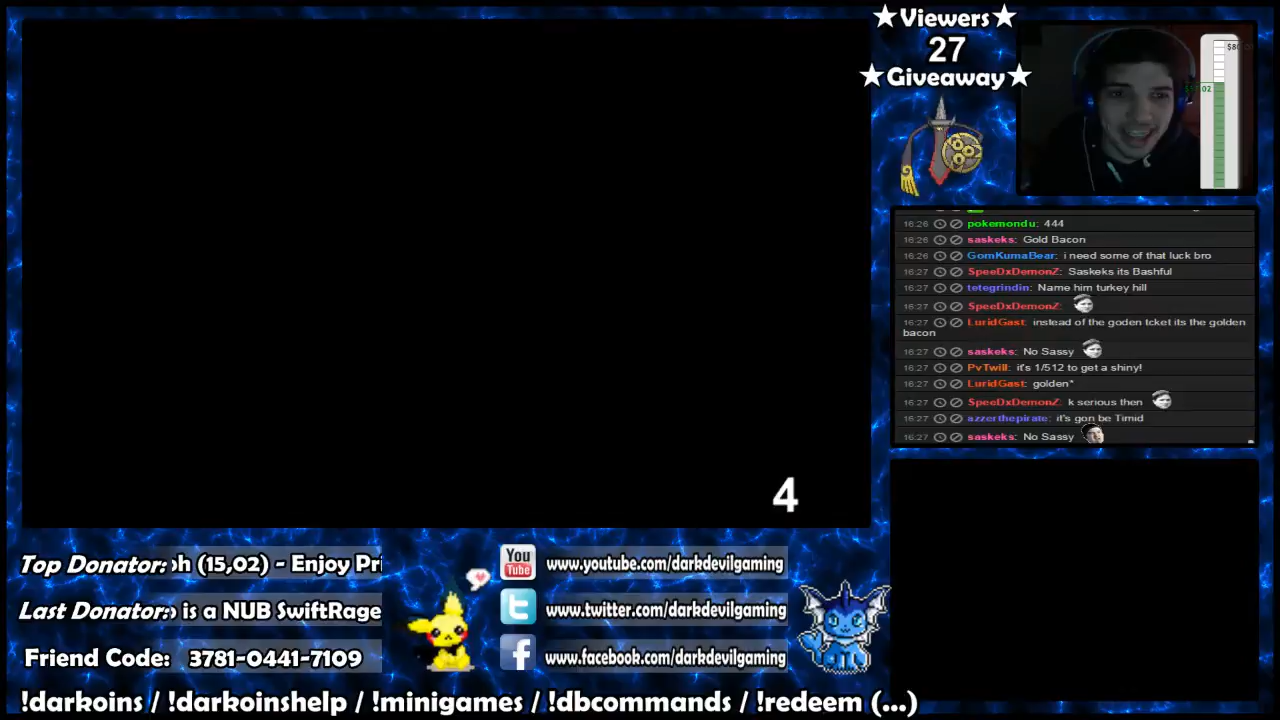 ★Viewers★
27
★Giveaway★
$80
.02
16:26 pokemondu: 444
16:26 saskeks: Gold Bacon
16:26 GomKumaBear: i need some of that luck bro
16:27 SpeeDxDemonZ: Saskeks its Bashful
16:27 tetegrindin: Name him turkey hill
16:27 SpeeDxDemonZ:
16:27 LuridGast: instead of the goden tcket its the golden
bacon
16:27 saskeks: No Sassy
16:27 PvTwill: it's 1/512 to get a shiny!
16:27 LuridGast: golden*
16:27 SpeeDxDemonZ: k serious then
16:27 azzerthepirate: it's gon be Timid
16:27 saskeks: No Sassy
4
Top Donator: ph (15,02) - Enjoy Pri
Last Donator: is a NUB SwiftRage
Friend Code: 3781-0441-7109
You Tube www.youtube.com/darkdevilgaming
t www.twitter.com/darkdevilgaming
f www.facebook.com/darkdevilgaming
!darkoins / !darkoinshelp / !minigames / !dbcommands / !redeem (...)